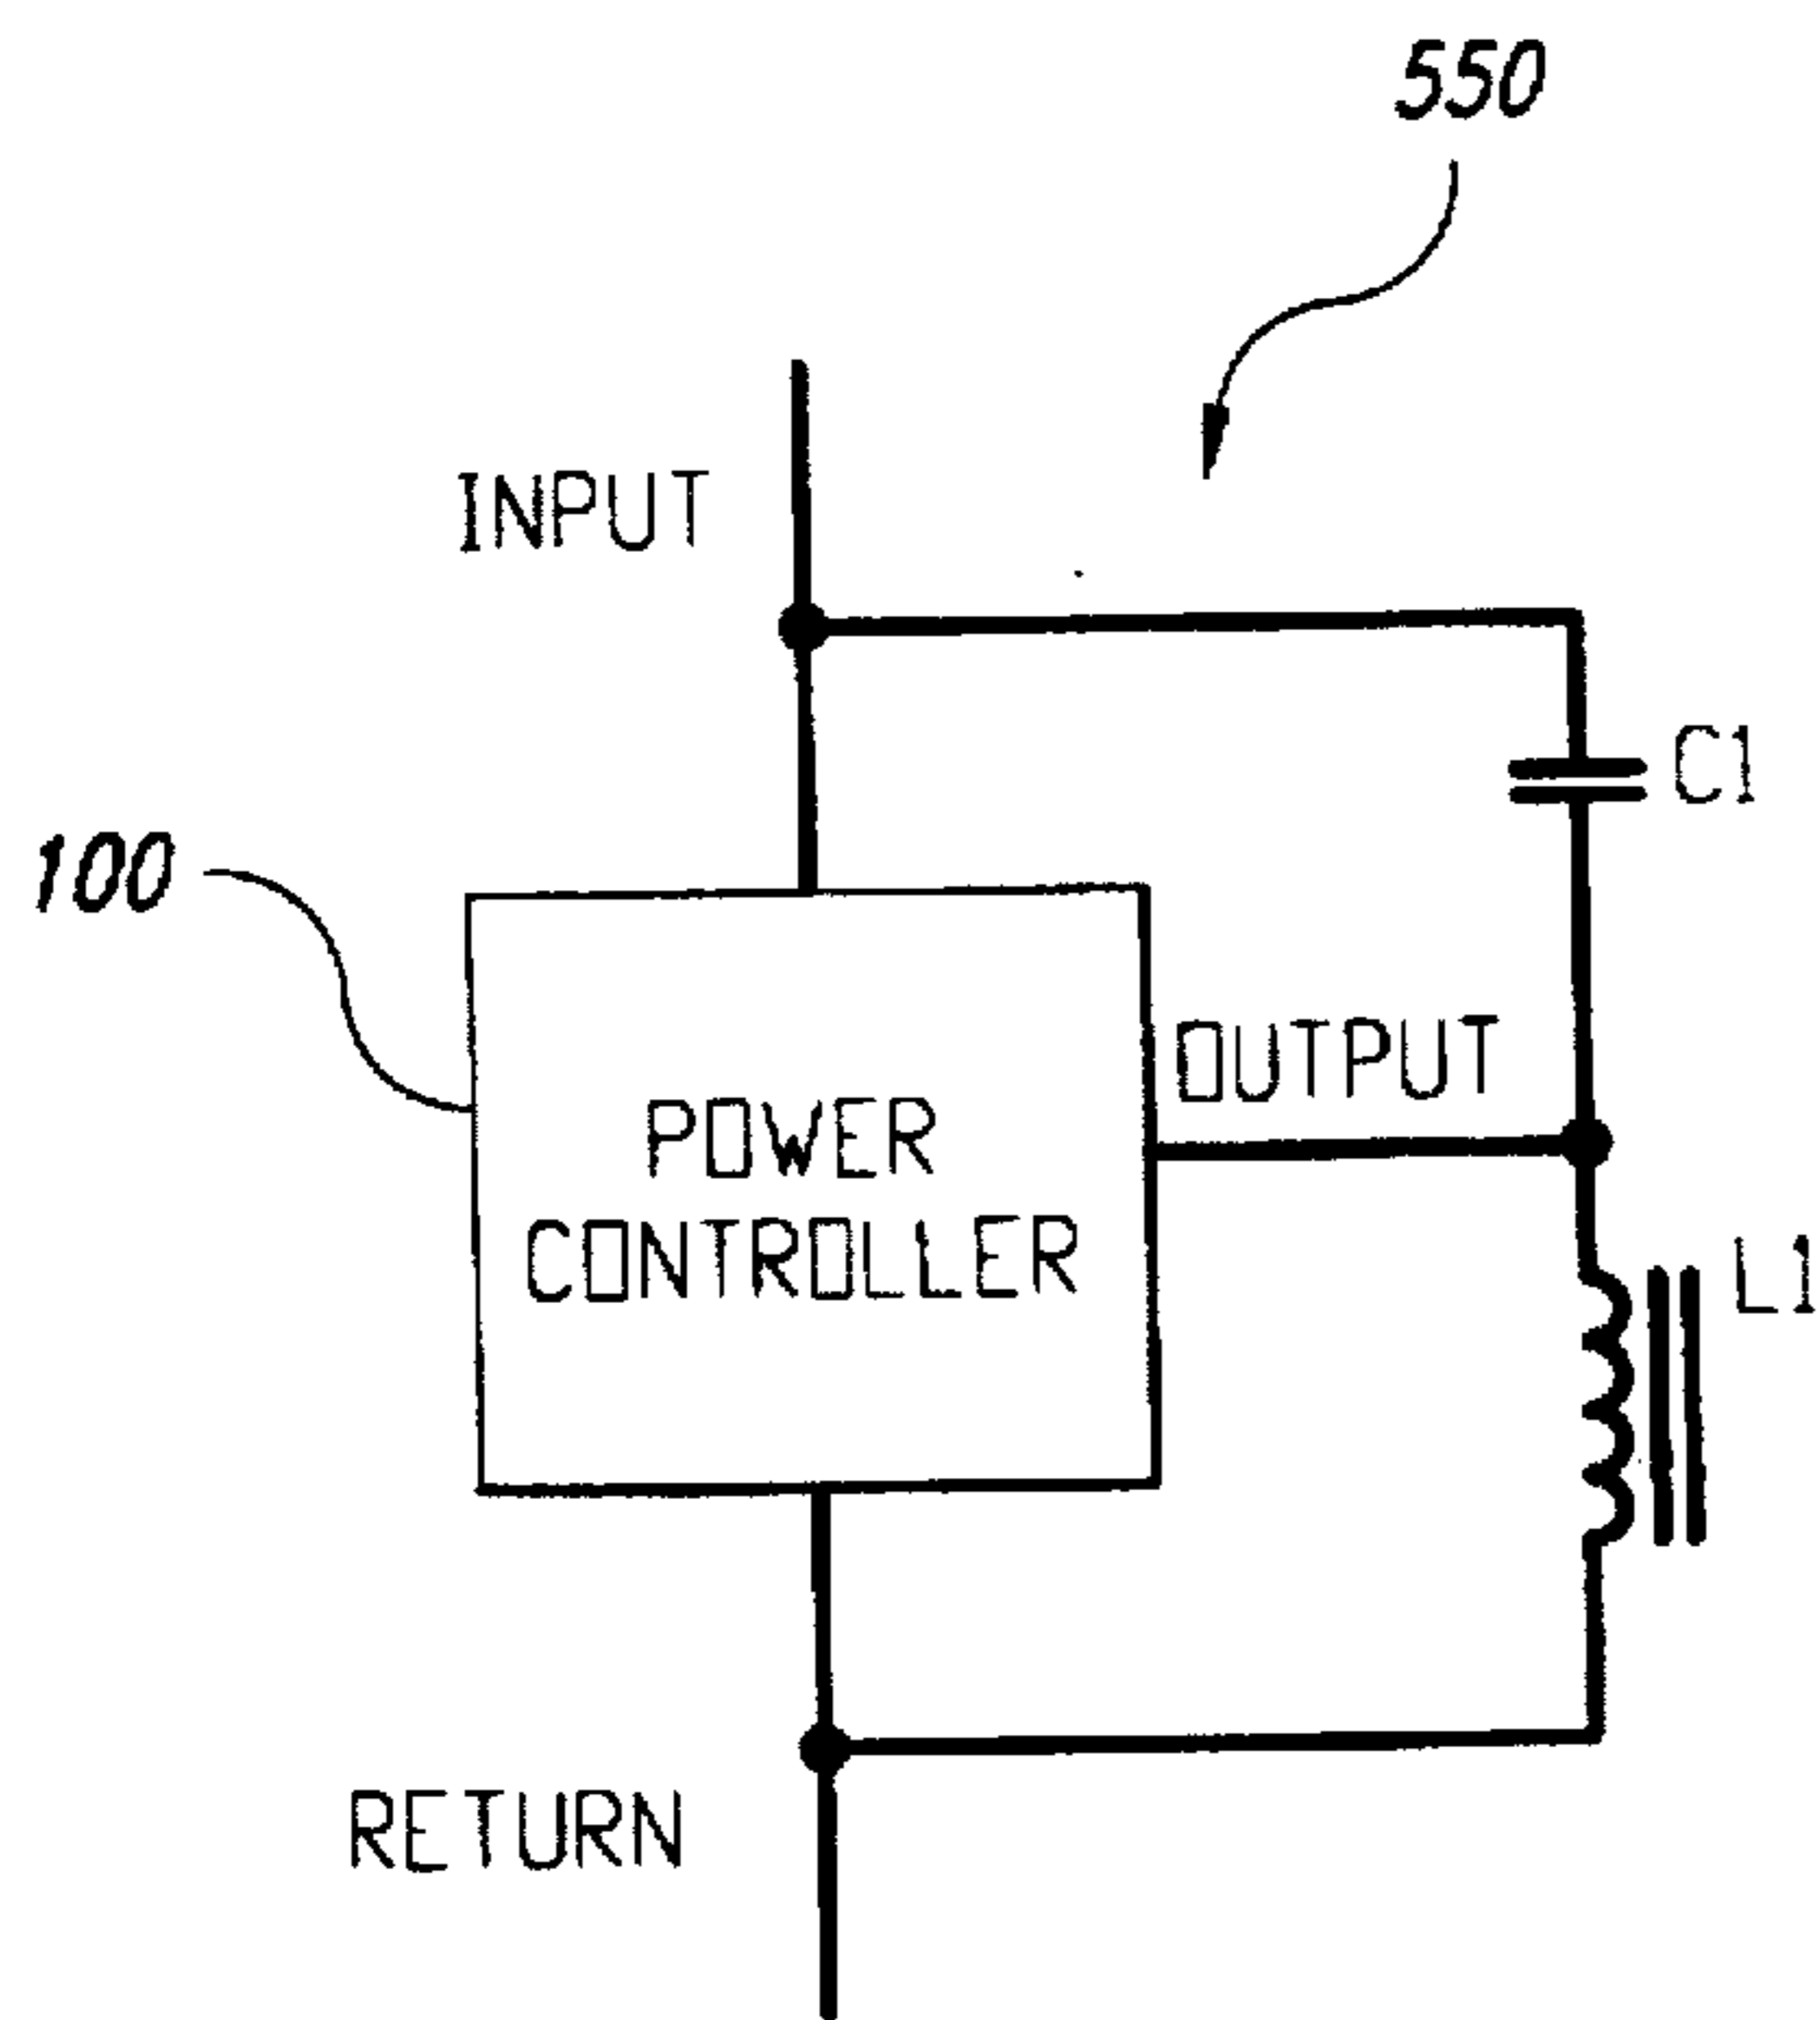 550
INPUT
C1
100
OUTPUT
POWER
CONTROLLER
L1
RETURN